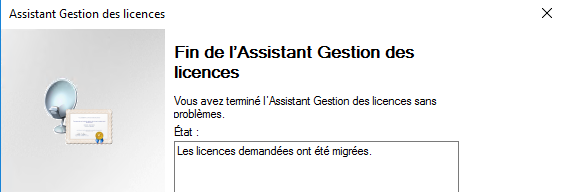 Assistant Gestion des licences
Fin de l'Assistant Gestion des
licences
Vous avez terminé l'Assistant Gestion des licences sans
problèmes.
État :
Les licences demandées ont été migrées.